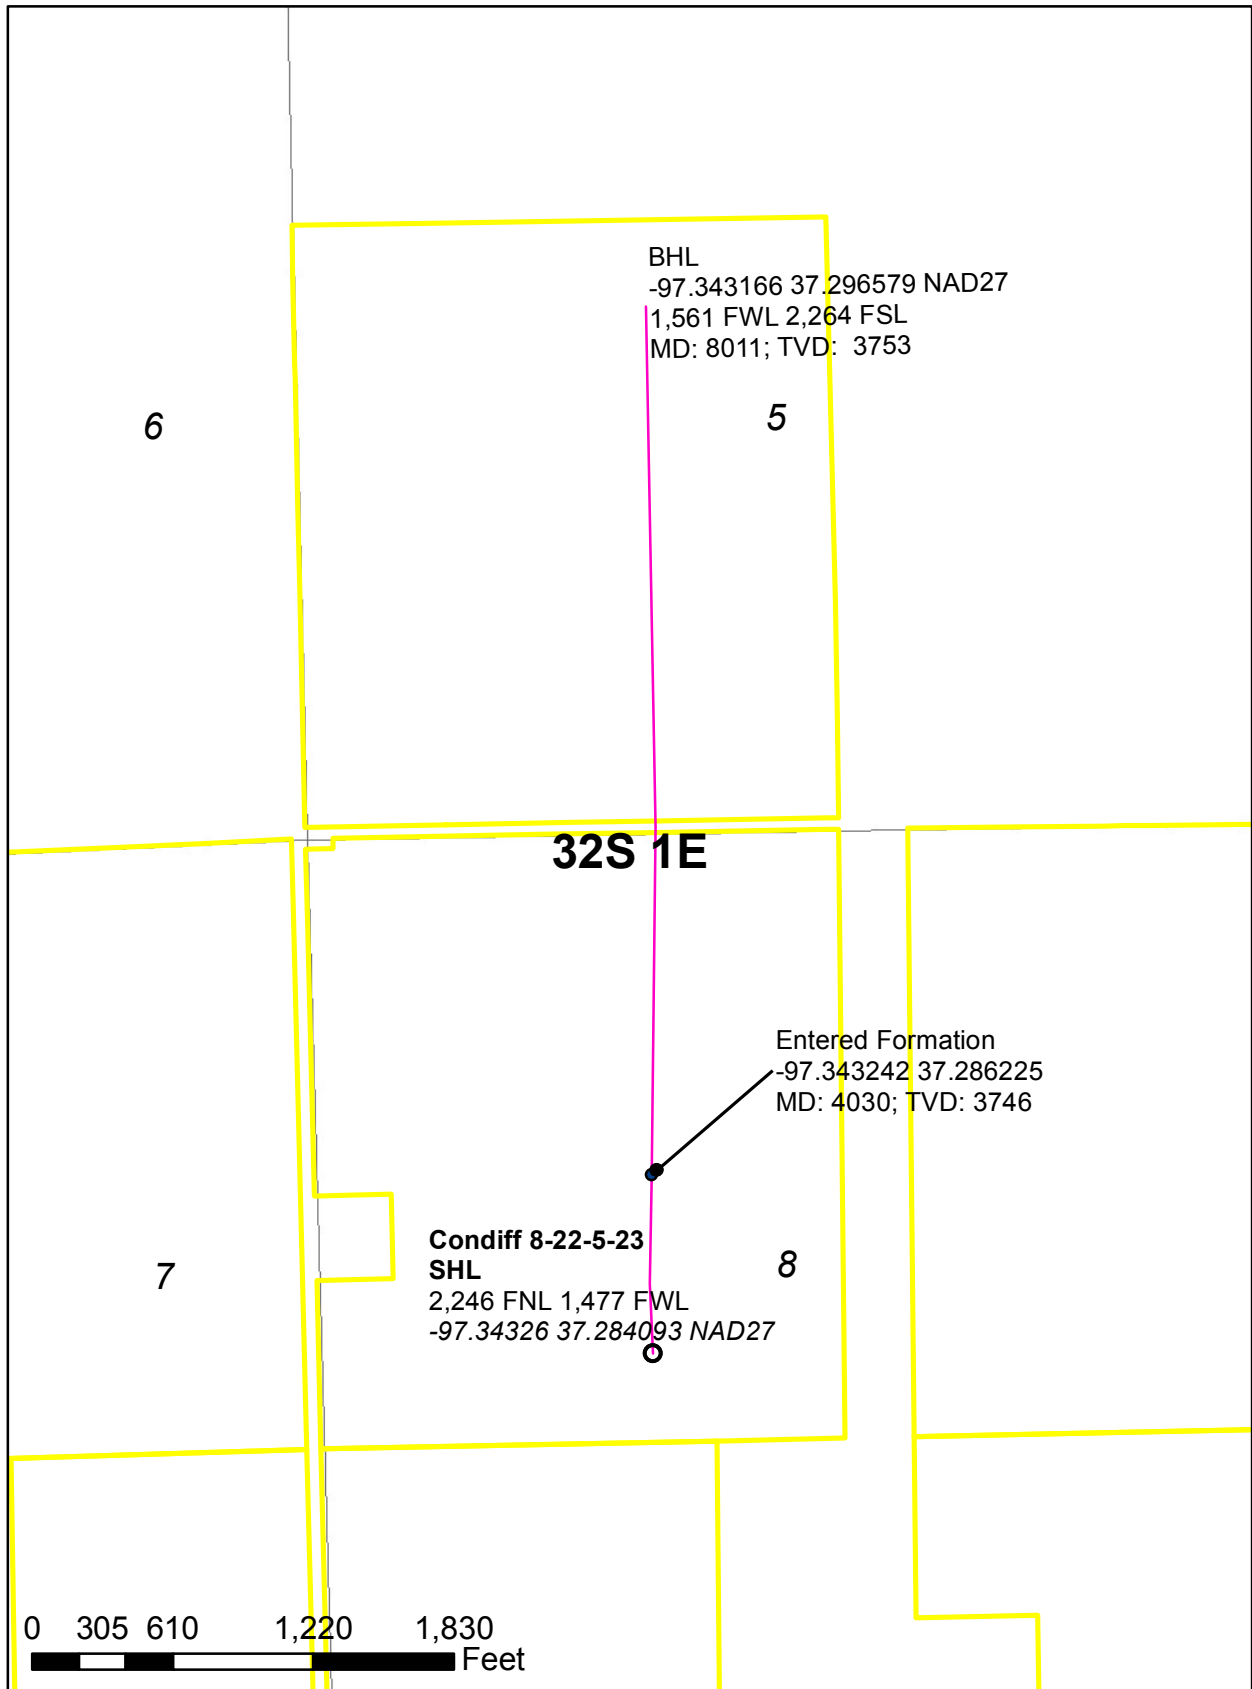 BHL
-97.343166 37.296579 NAD27
1,561 FWL 2,264 FSL
MD: 8011; TVD:  3753
6
5
32S 1E
Entered Formation
-97.343242 37.286225
MD: 4030; TVD: 3746
Condiff 8-22-5-23
SHL
2,246 FNL 1,477 FWL
-97.34326 37.284093 NAD27
7
8
0 305 610 1,220 1,830
Feet